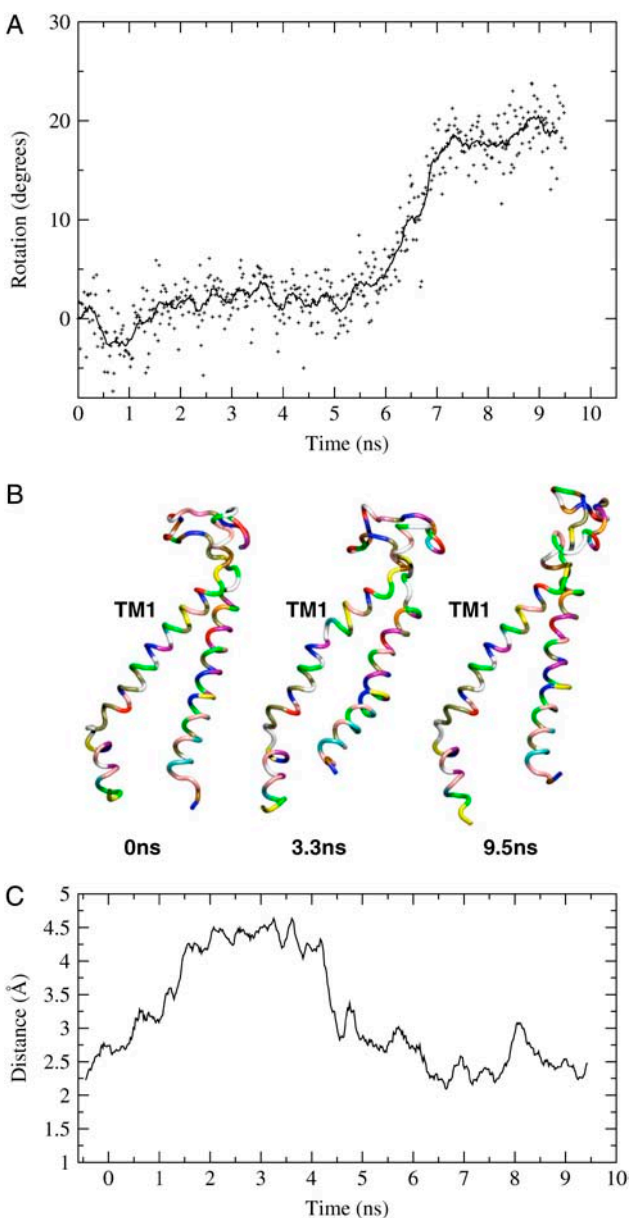 A
30
20
10
0
Rotation (degrees)
0 1 2 3 4 5 6 7 8 9 10
Time (ns)
B
TM1 TM1 TM1
0ns 3.3ns 9.5ns
C
5
4.5
4
3.5
3
2.5
2
1.5
1
Distance (Å)
0 1 2 3 4 5 6 7 8 9 10
Time (ns)